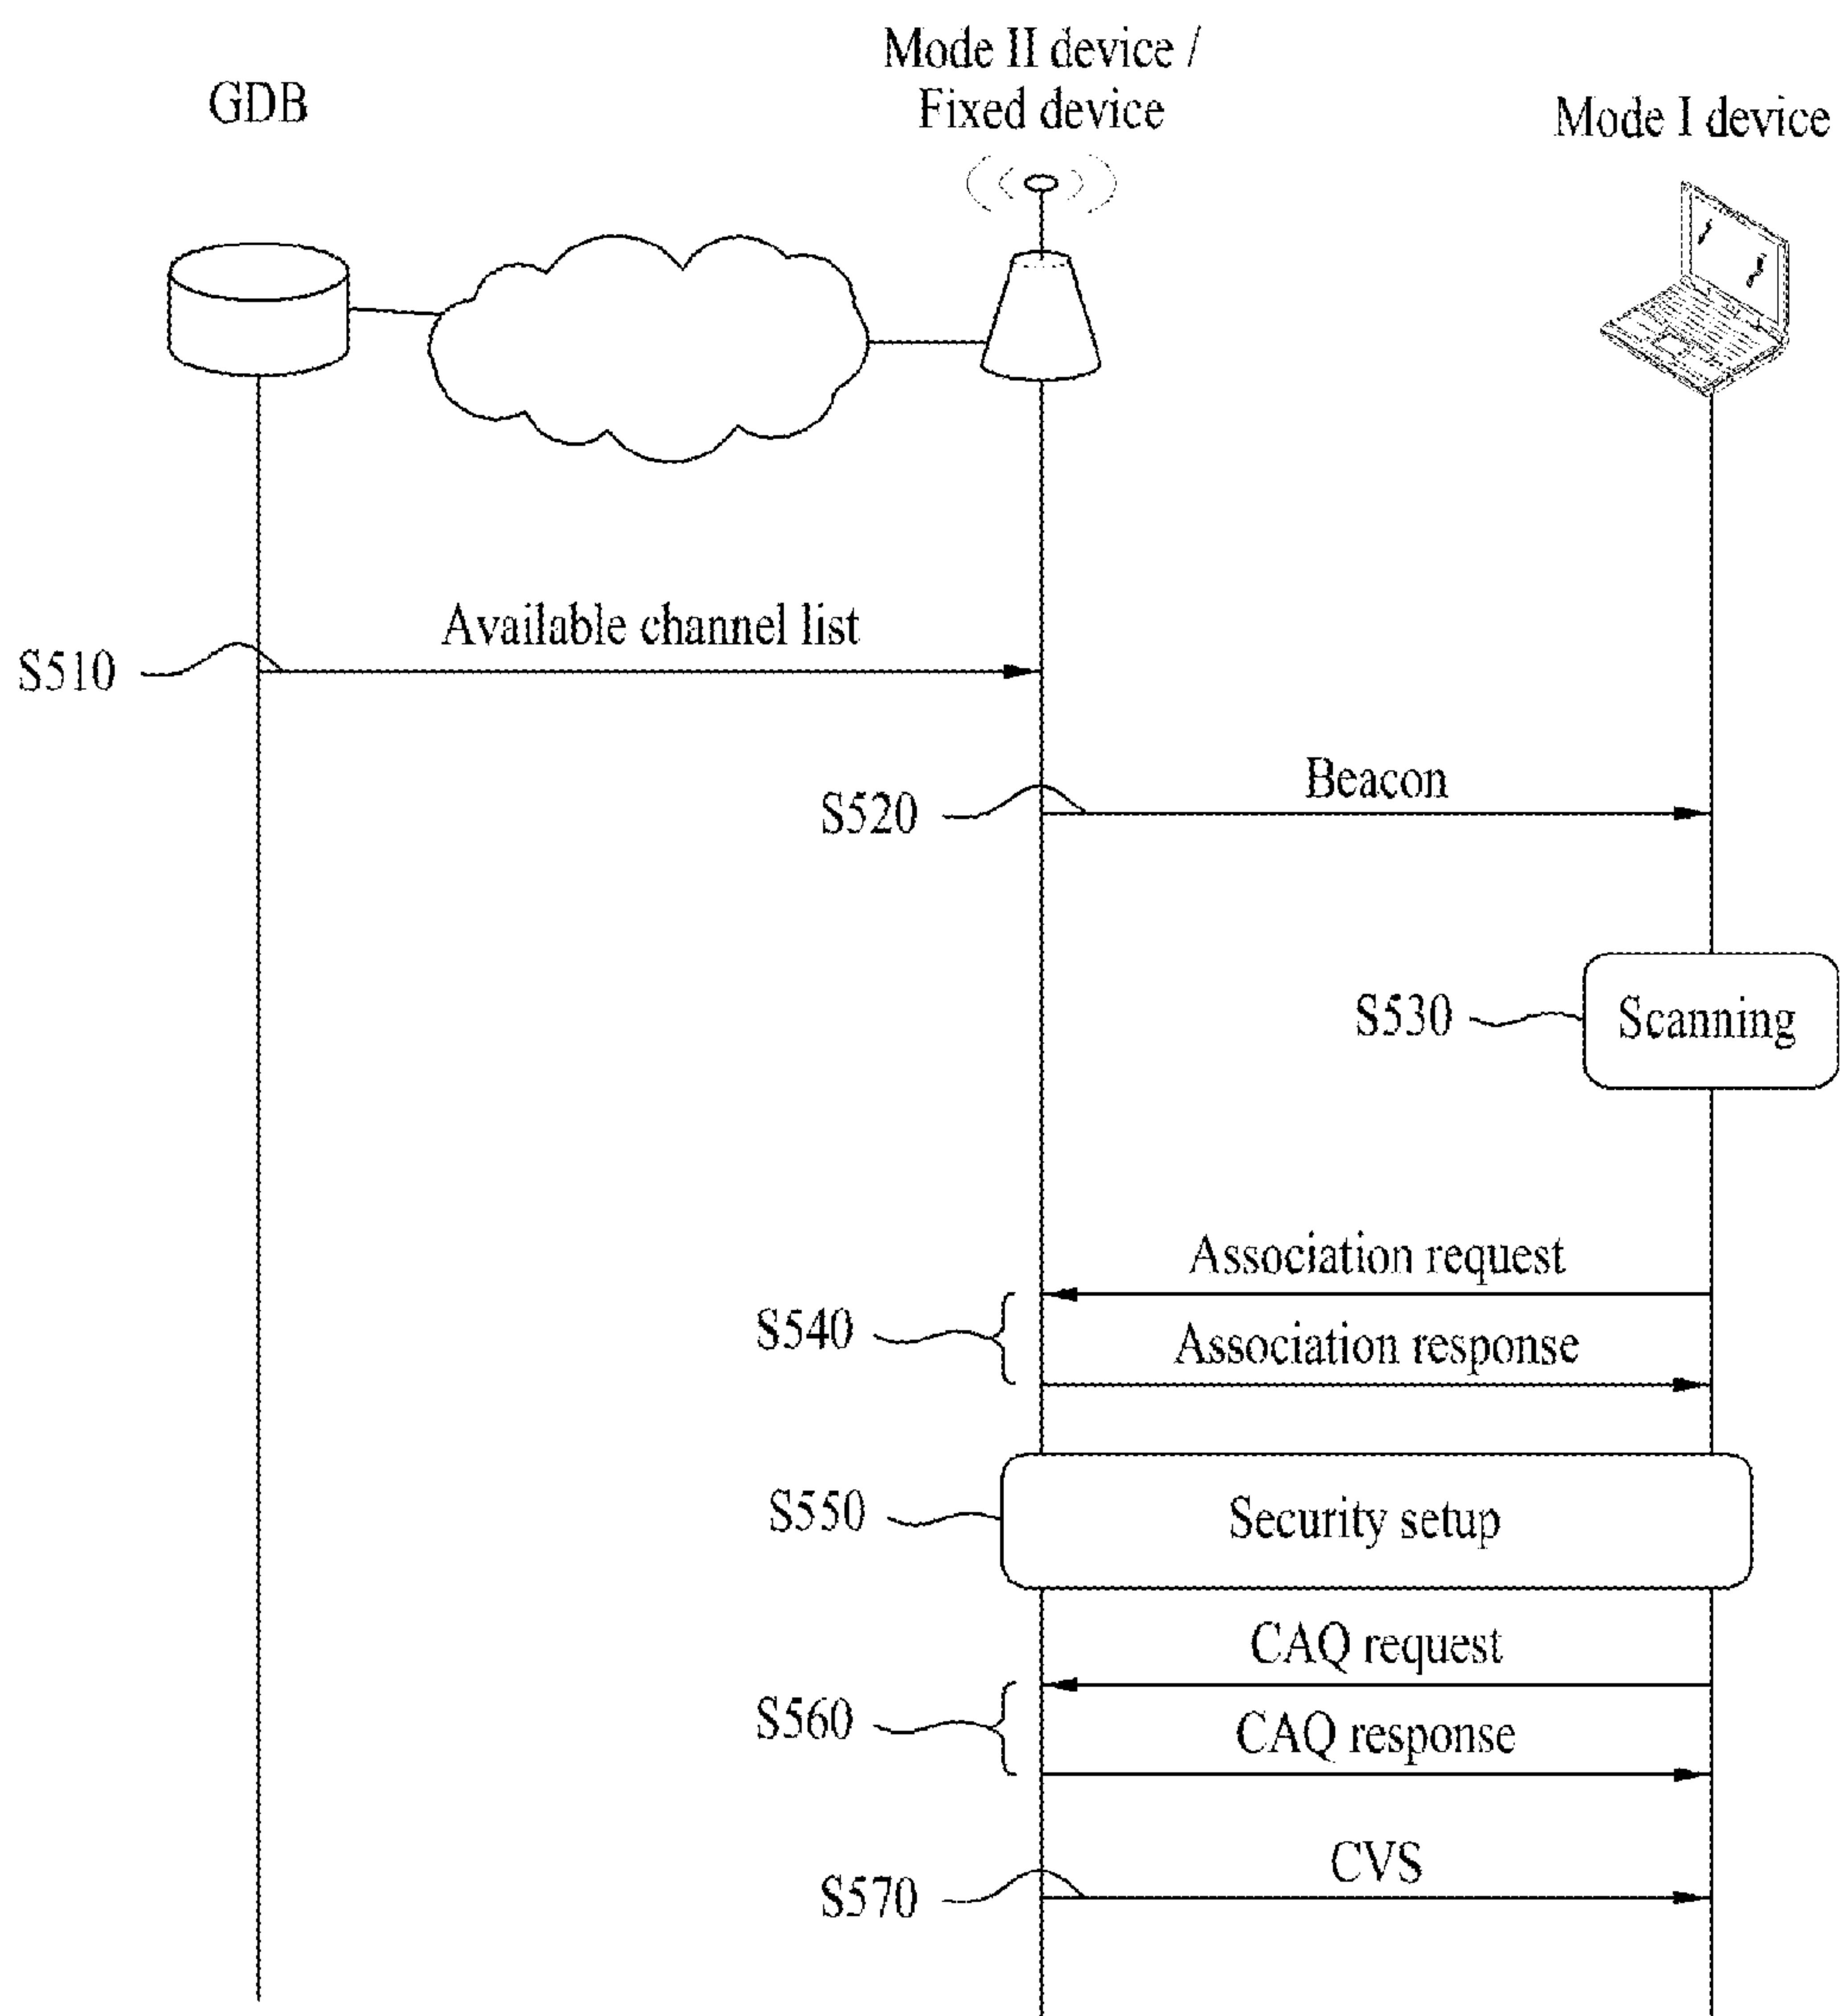 GDB
Mode II device /
Fixed device
Mode I device
Available channel list
S510
Beacon
S520
S530
Scanning
Association request
S540
Association response
S550
Security setup
CAQ request
S560
CAQ response
CVS
S570